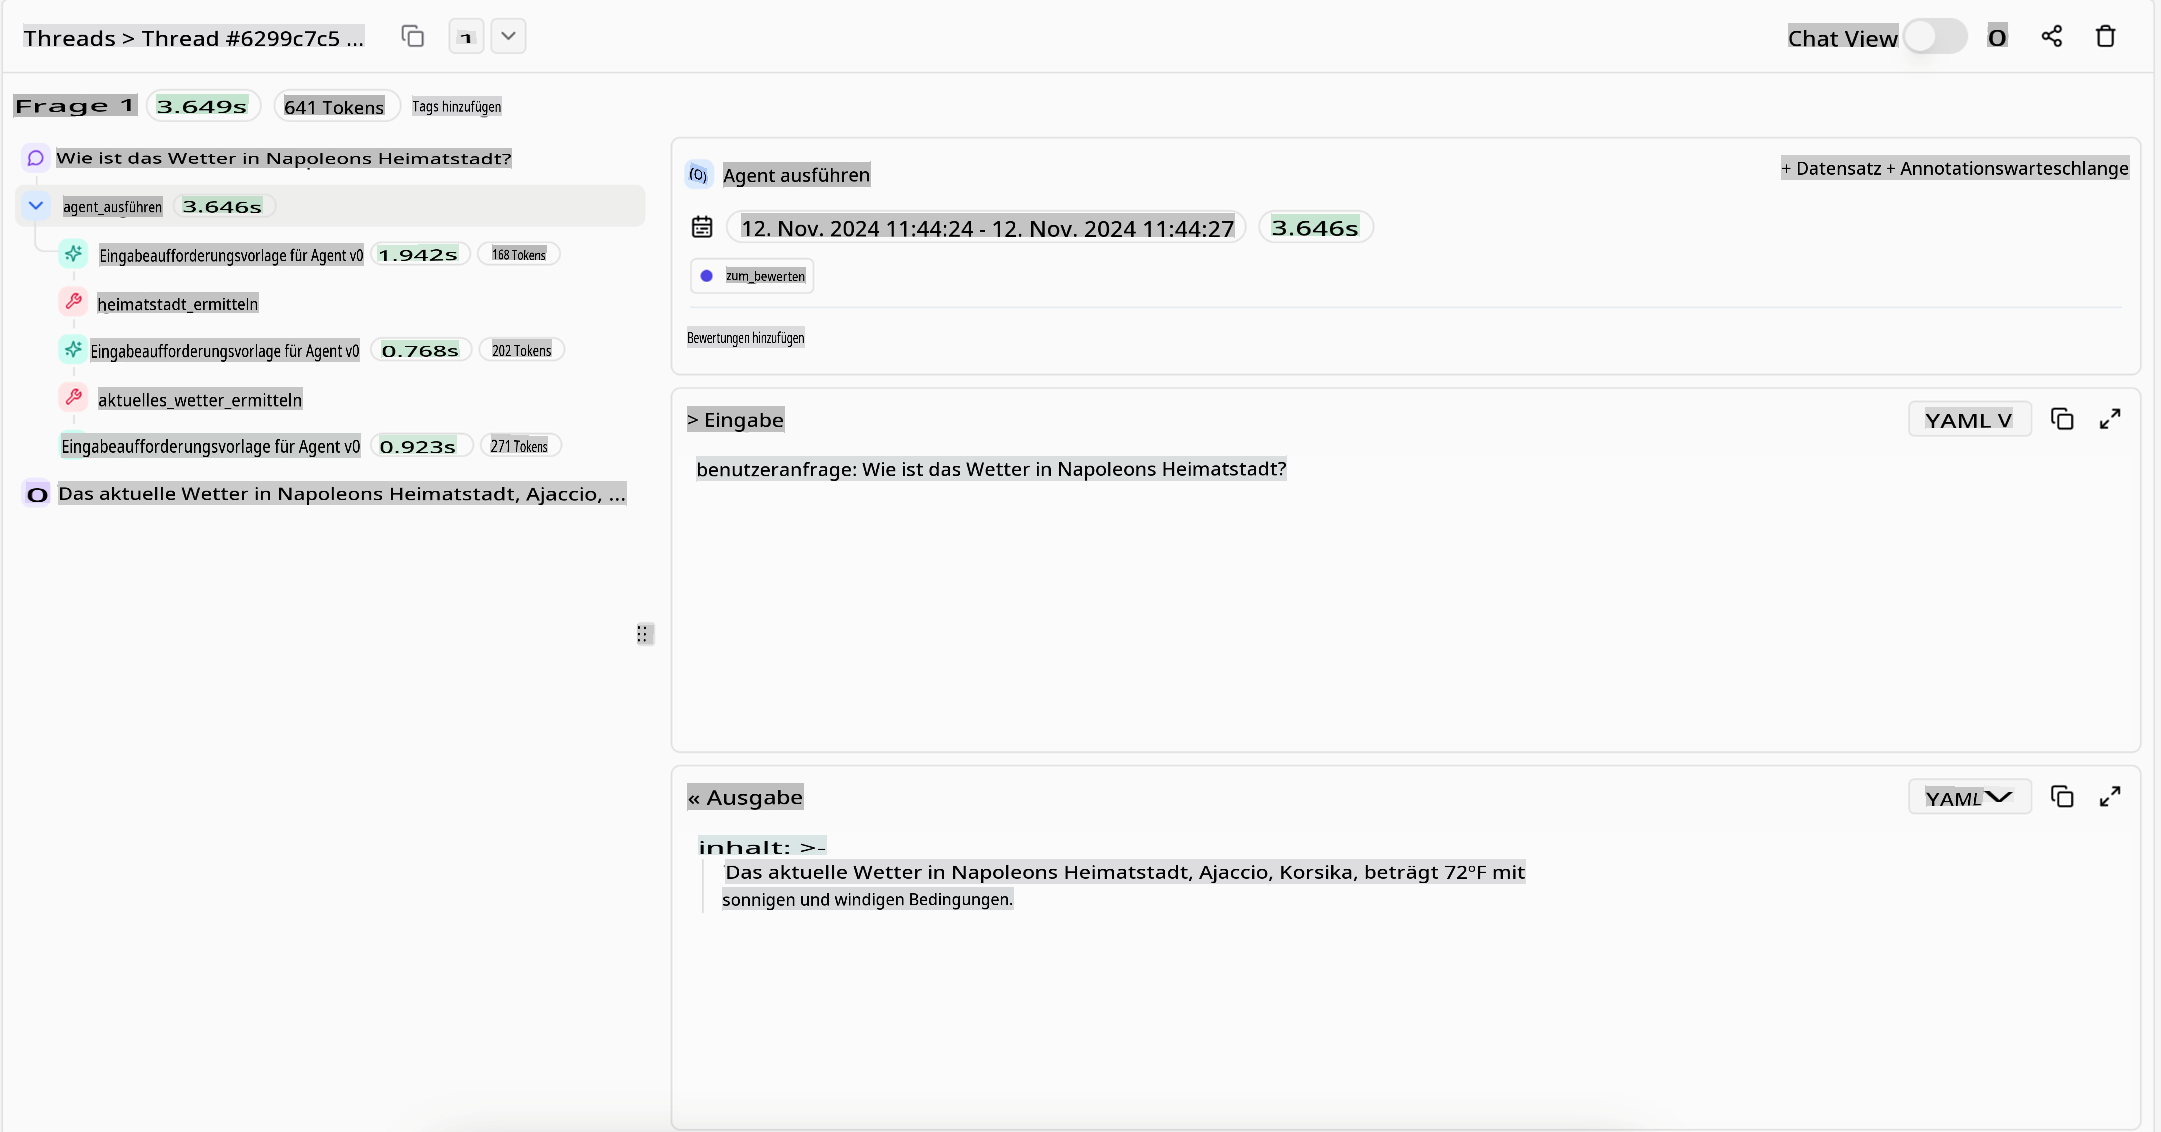 Threads > Thread #6299c7c5 ...
Chat View
O
Frage 1 3.649s 641 Tokens Tags hinzufügen
Wie ist das Wetter in Napoleons Heimatstadt?
agent_ausführen 3.646s
Eingabeaufforderungsvorlage für Agent v0 1.942s 168 Tokens
heimatstadt_ermitteln
Eingabeaufforderungsvorlage für Agent v0 0.768s 202 Tokens
aktuelles_wetter_ermitteln
Eingabeaufforderungsvorlage für Agent v0 0.923s 271 Tokens
O Das aktuelle Wetter in Napoleons Heimatstadt, Ajaccio, ...
Agent ausführen
+ Datensatz + Annotationswarteschlange
12. Nov. 2024 11:44:24 - 12. Nov. 2024 11:44:27 3.646s
zum_bewerten
Bewertungen hinzufügen
> Eingabe
YAML V
benutzeranfrage: Wie ist das Wetter in Napoleons Heimatstadt?
« Ausgabe
YAML
inhalt: >-
Das aktuelle Wetter in Napoleons Heimatstadt, Ajaccio, Korsika, beträgt 72°F mit
sonnigen und windigen Bedingungen.